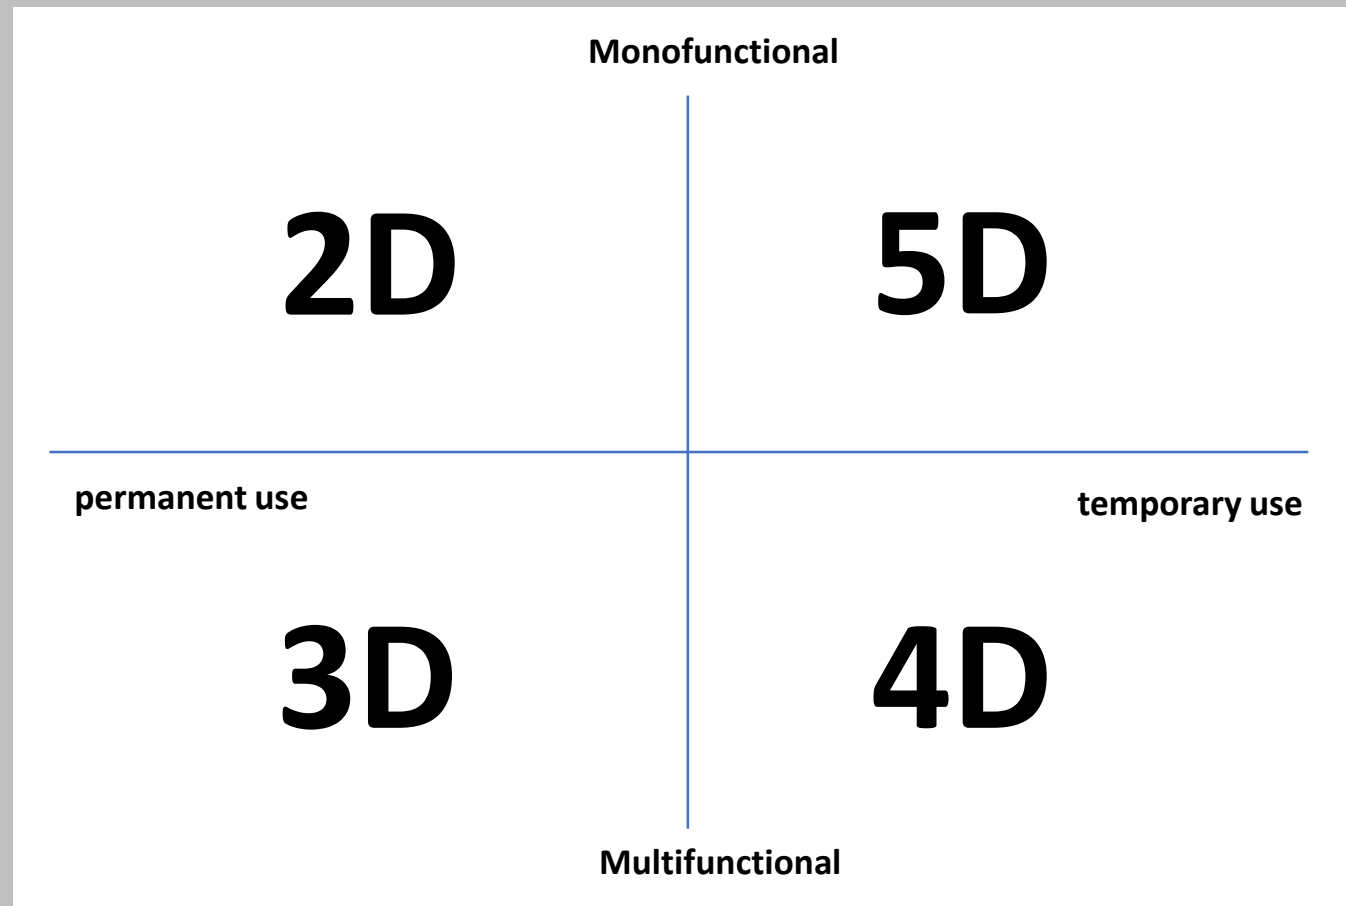 Monofunctional
2D
5D
permanent use
temporary use
3D
4D
Multifunctional